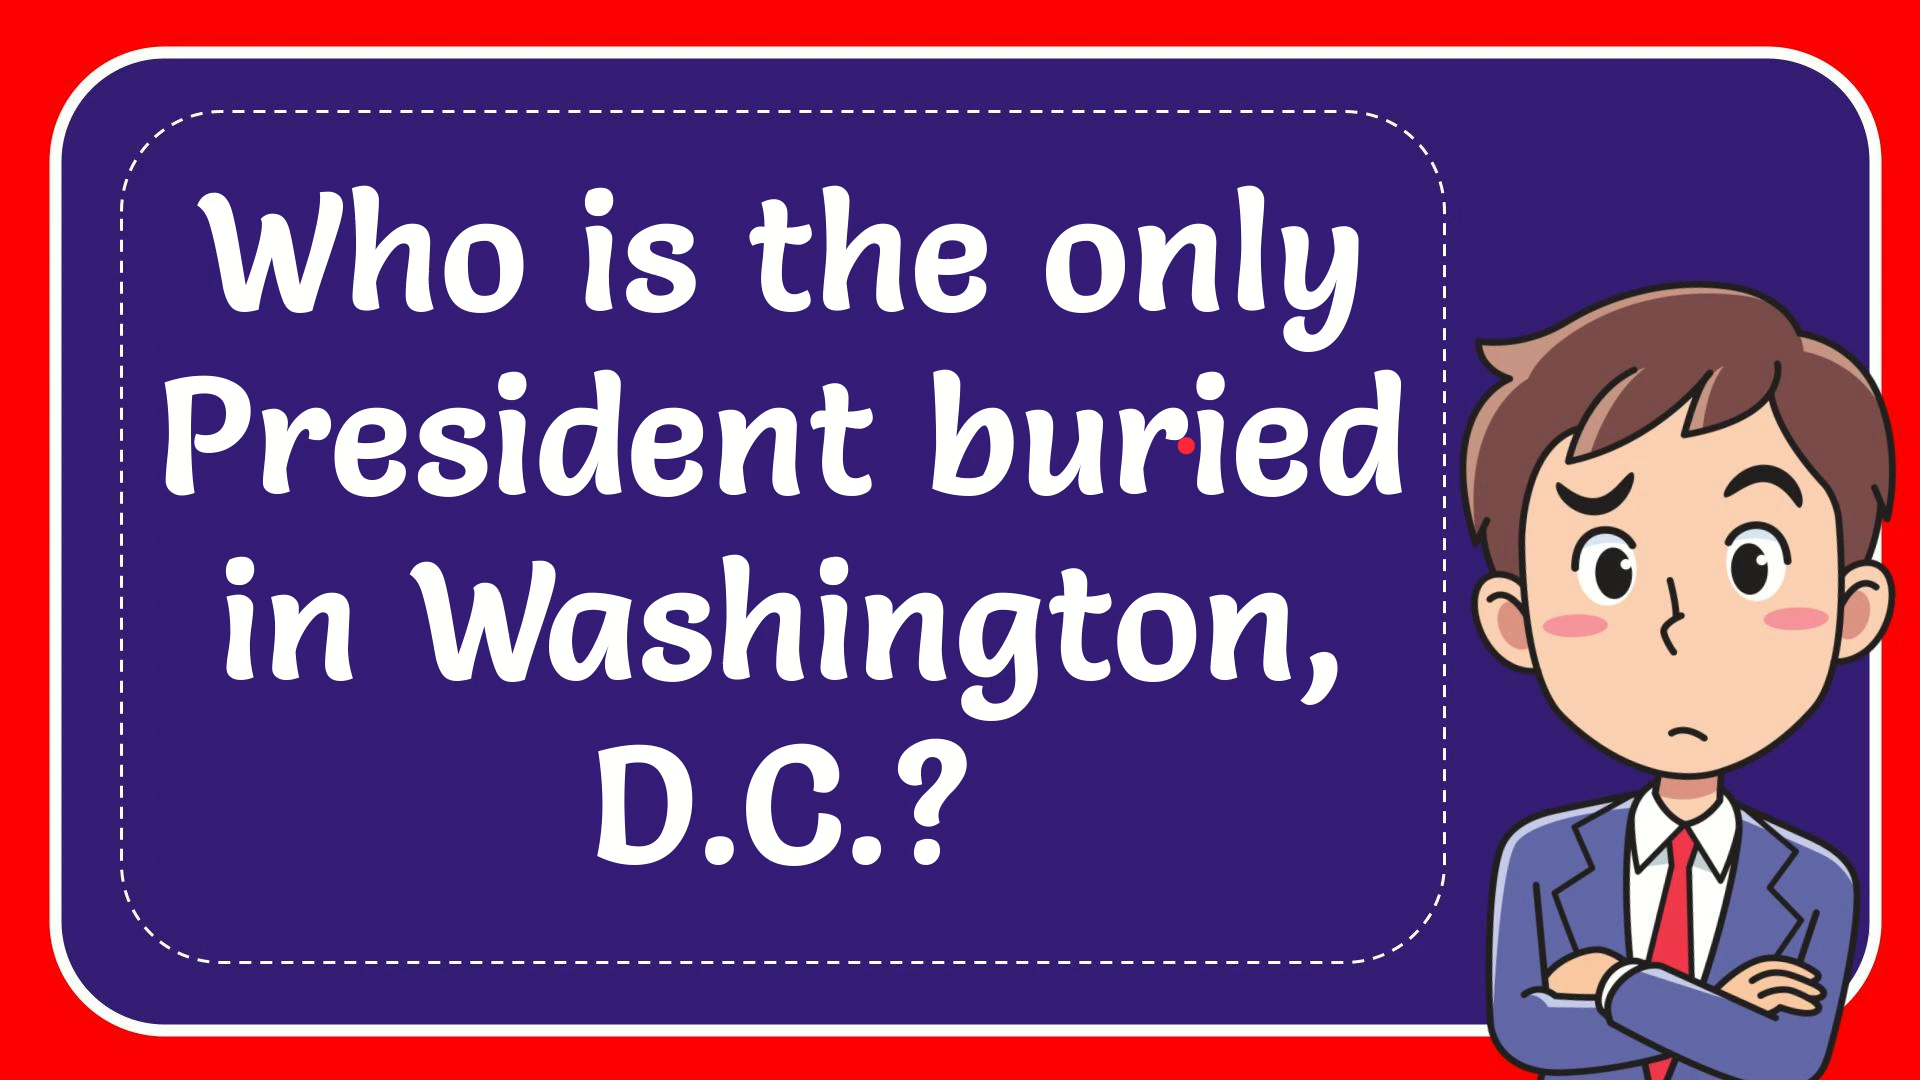 Who is the only
President buried
in Washington,
D.C.?